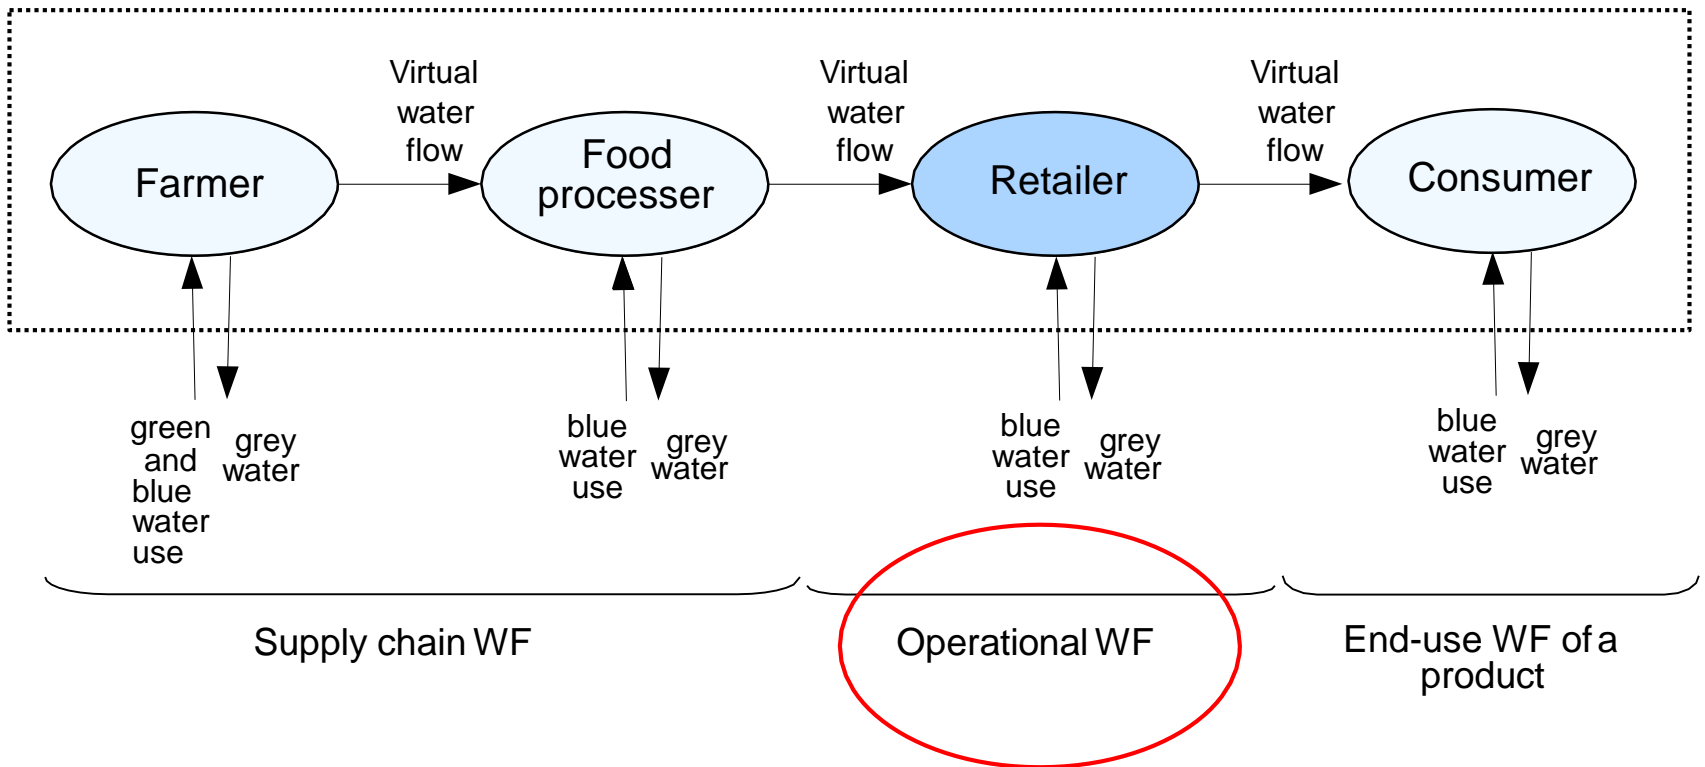 Virtual
water
flow
Virtual
water
flow
Virtual
water
flow
Farmer
Food
processer
Retailer
Consumer
green
and
blue
water
use
grey
water
blue
water
use
grey
water
blue
water
use
grey
water
blue
water
use
grey
water
Supply chain WF
Operational WF
End-use WF of a
product